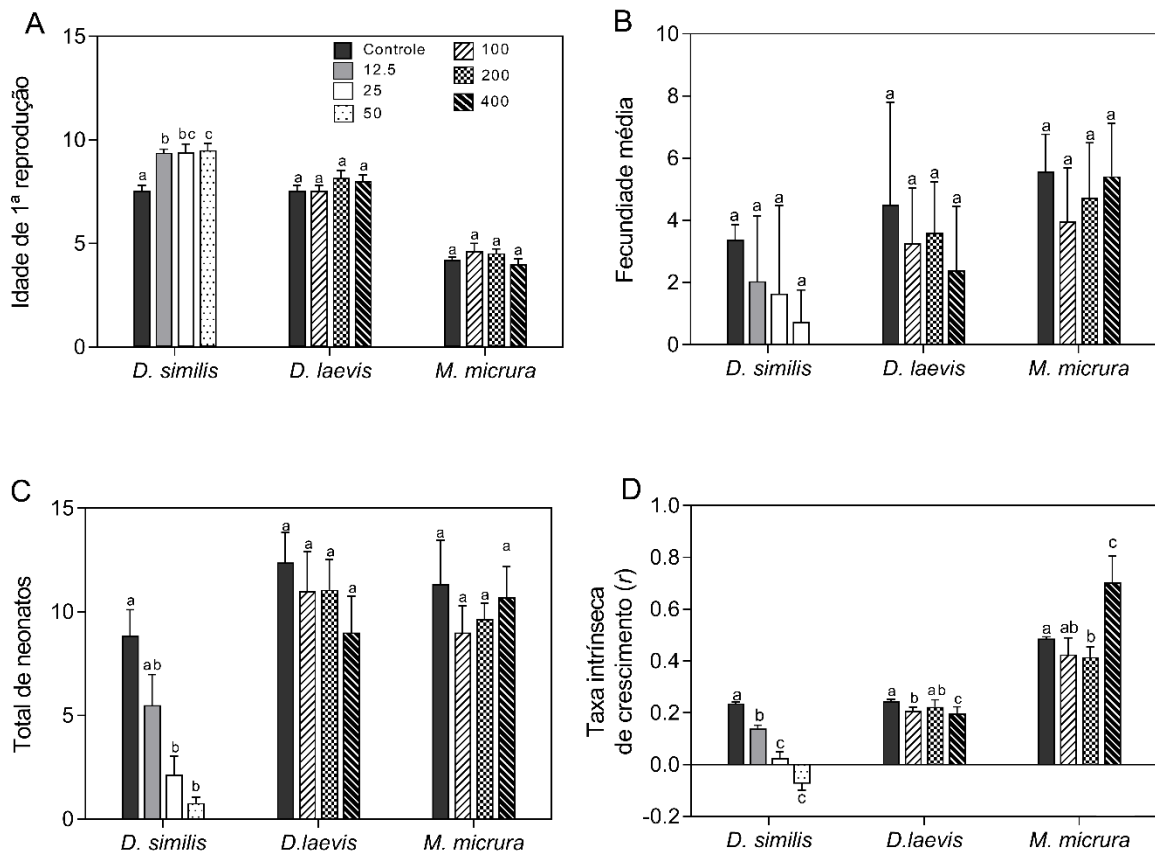 A
15
10
5
0
Idade de 1ª reprodução
Controle
12.5
25
50
100
200
400
a b bc c
a a a a
a a a a
D. similis D. laevis M. micrura
B
10
8
6
4
2
0
Fecundiade média
a a a a
a a a a
a a a a
D. similis D. laevis M. micrura
C
15
10
5
0
Total de neonatos
a ab b b
a a a a
a a a a
D. similis D.laevis M. micrura
D
1.0
0.8
0.6
0.4
0.2
0.0
-0.2
Taxa intrínseca
de crescimento (r)
a b c c
a b ab c
a ab b c
D. similis D.laevis M. micrura